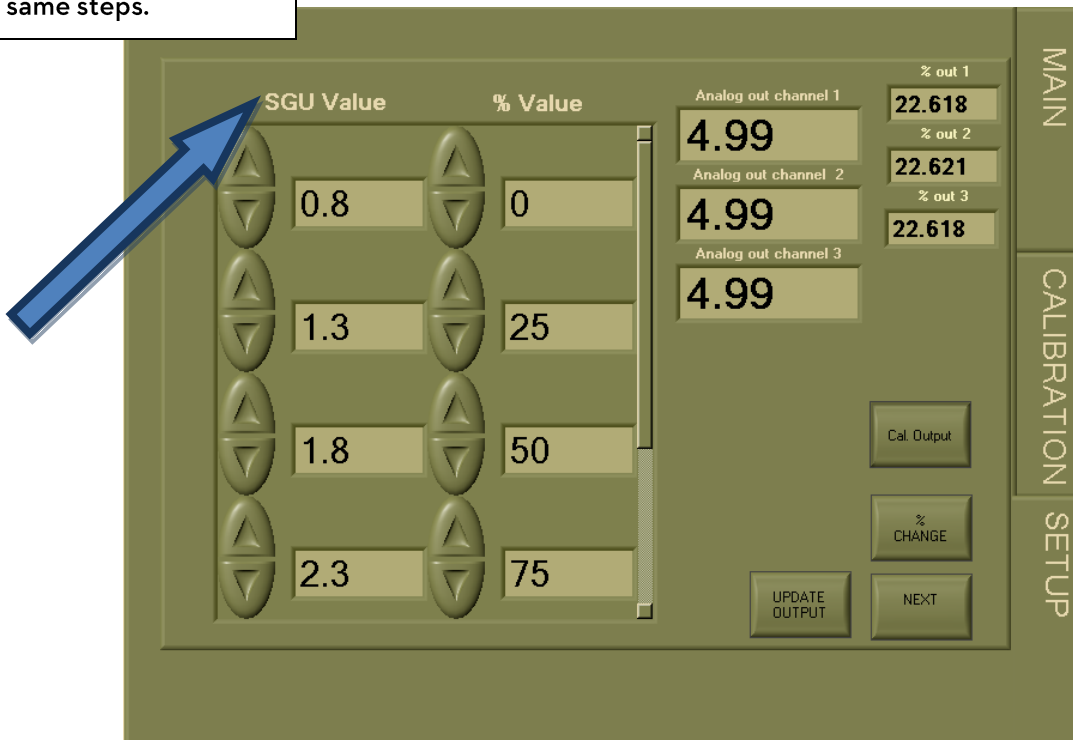 same steps.
SGU Value
% Value
0.8
0
1.3
25
1.8
50
2.3
75
Analog out channel 1
4.99
Analog out channel 2
4.99
Analog out channel 3
4.99
% out 1
22.618
% out 2
22.621
% out 3
22.618
Cal. Output
%
CHANGE
UPDATE
OUTPUT
NEXT
MAIN
CALIBRATION
SETUP